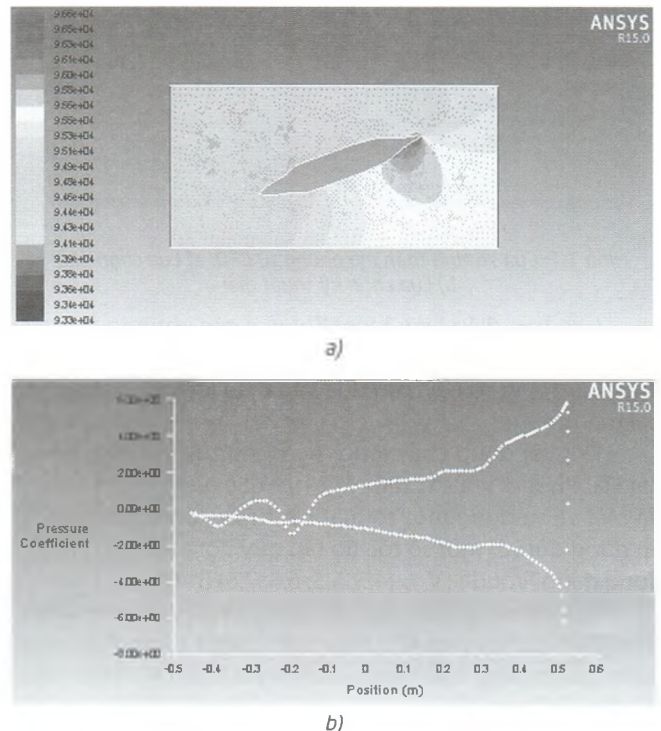 9.66e+04
9.65e+04
9.63e+04
9.61e+04
9.60e+04
9.58e+04
9.56e+04
9.55e+04
9.53e+04
9.51e+04
9.49e+04
9.48e+04
9.46e+04
9.44e+04
9.43e+04
9.41e+04
9.39e+04
9.38e+04
9.36e+04
9.34e+04
9.33e+04
ANSYS
R15.0
a)
ANSYS
R15.0
6.00e+00
4.00e+00
2.00e+00
0.00e+00
-2.00e+00
-4.00e+00
-6.00e+00
-8.00e+00
Pressure
Coefficient
-0.5 -0.4 -0.3 -0.2 -0.1 0 0.1 0.2 0.3 0.4 0.5 0.6
Position (m)
b)